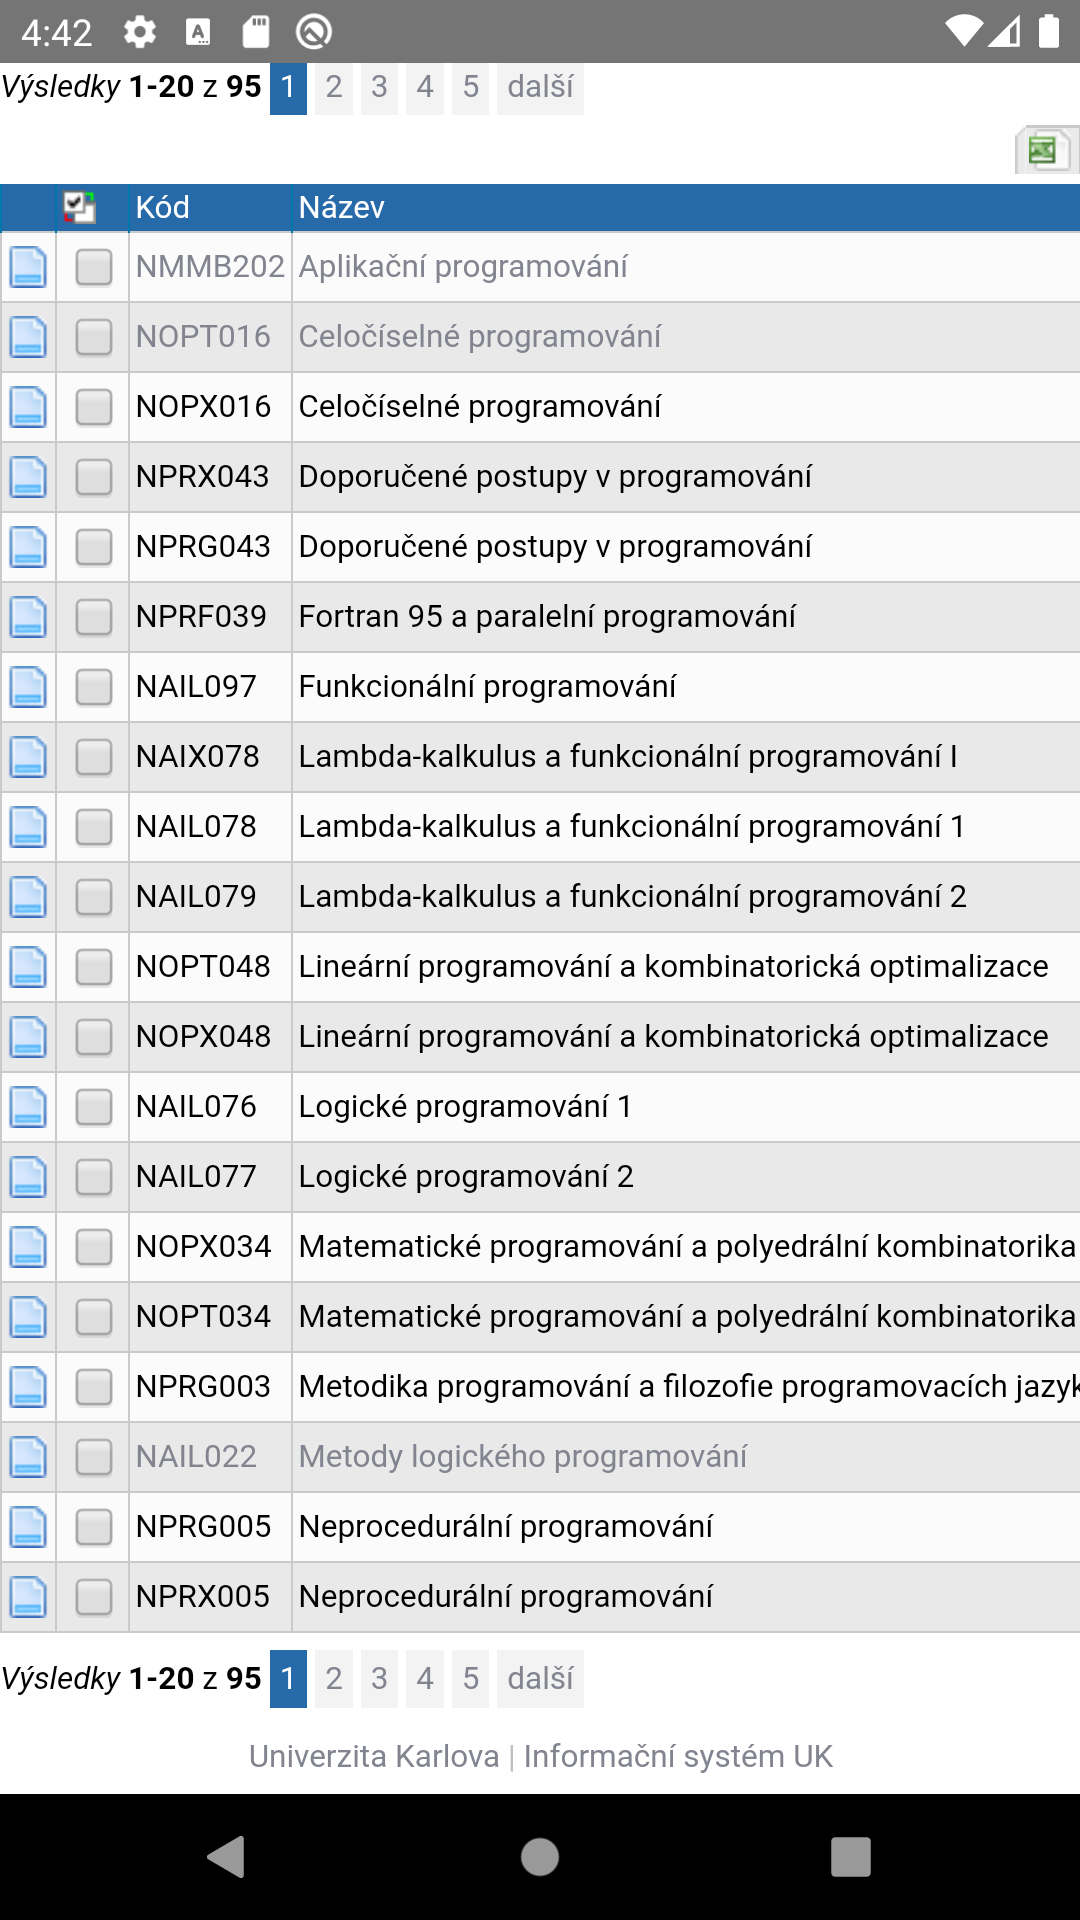 4:42
Výsledky 1-20 z 95 1 2 3 4 5 další
Kód Název
NMMB202 Aplikační programování
NOPT016 Celočíselné programování
NOPX016 Celočíselné programování
NPRX043 Doporučené postupy v programování
NPRG043 Doporučené postupy v programování
NPRF039 Fortran 95 a paralelní programování
NAIL097 Funkcionální programování
NAIX078 Lambda-kalkulus a funkcionální programování I
NAIL078 Lambda-kalkulus a funkcionální programování 1
NAIL079 Lambda-kalkulus a funkcionální programování 2
NOPT048 Lineární programování a kombinatorická optimalizace
NOPX048 Lineární programování a kombinatorická optimalizace
NAIL076 Logické programování 1
NAIL077 Logické programování 2
NOPX034 Matematické programování a polyedrální kombinatorika
NOPT034 Matematické programování a polyedrální kombinatorika
NPRG003 Metodika programování a filozofie programovacích jazyk
NAIL022 Metody logického programování
NPRG005 Neprocedurální programování
NPRX005 Neprocedurální programování
Výsledky 1-20 z 95 1 2 3 4 5 další
Univerzita Karlova | Informační systém UK